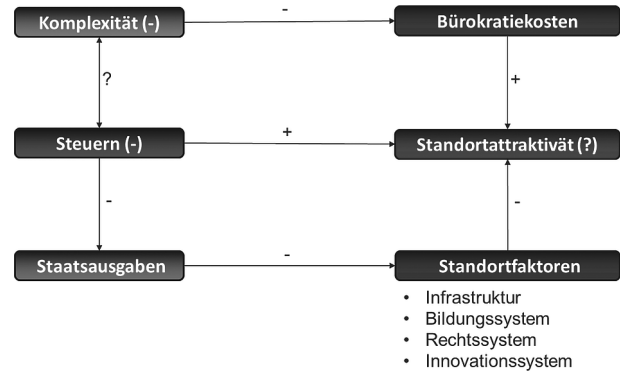 Komplexität (-)
-
Bürokratiekosten
?
+
Steuern (-)
+
Standortattraktivät (?)
-
-
Staatsausgaben
-
Standortfaktoren
• Infrastruktur
• Bildungssystem
• Rechtssystem
• Innovationssystem